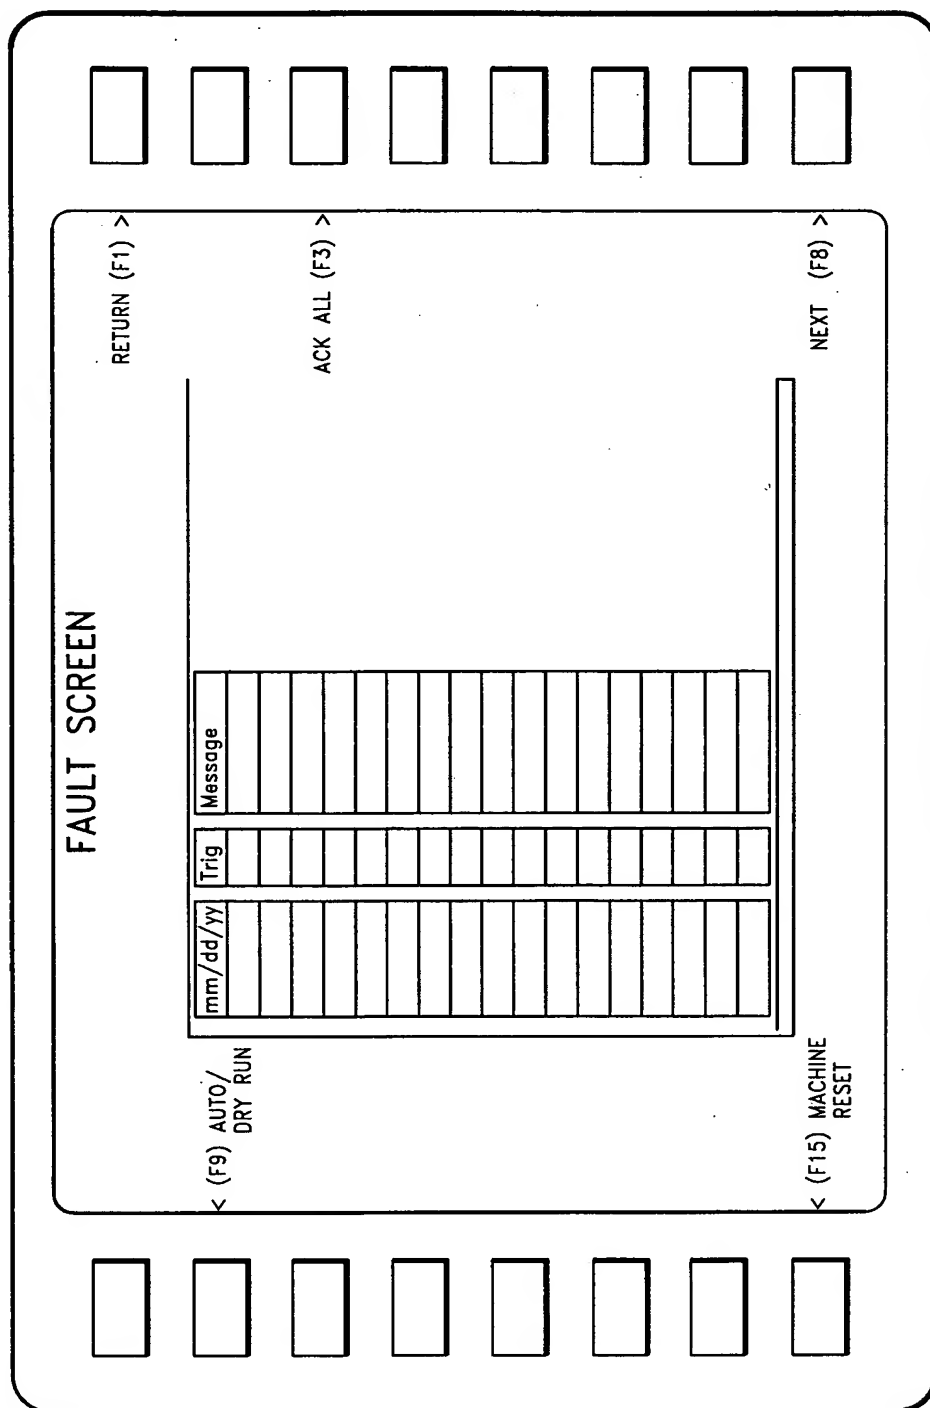 FAULT SCREEN
RETURN (F1) >
< (F9) AUTO/
DRY RUN
mm/dd/yy Trig Message
ACK ALL (F3) >
< (F15) MACHINE
RESET
NEXT (F8) >